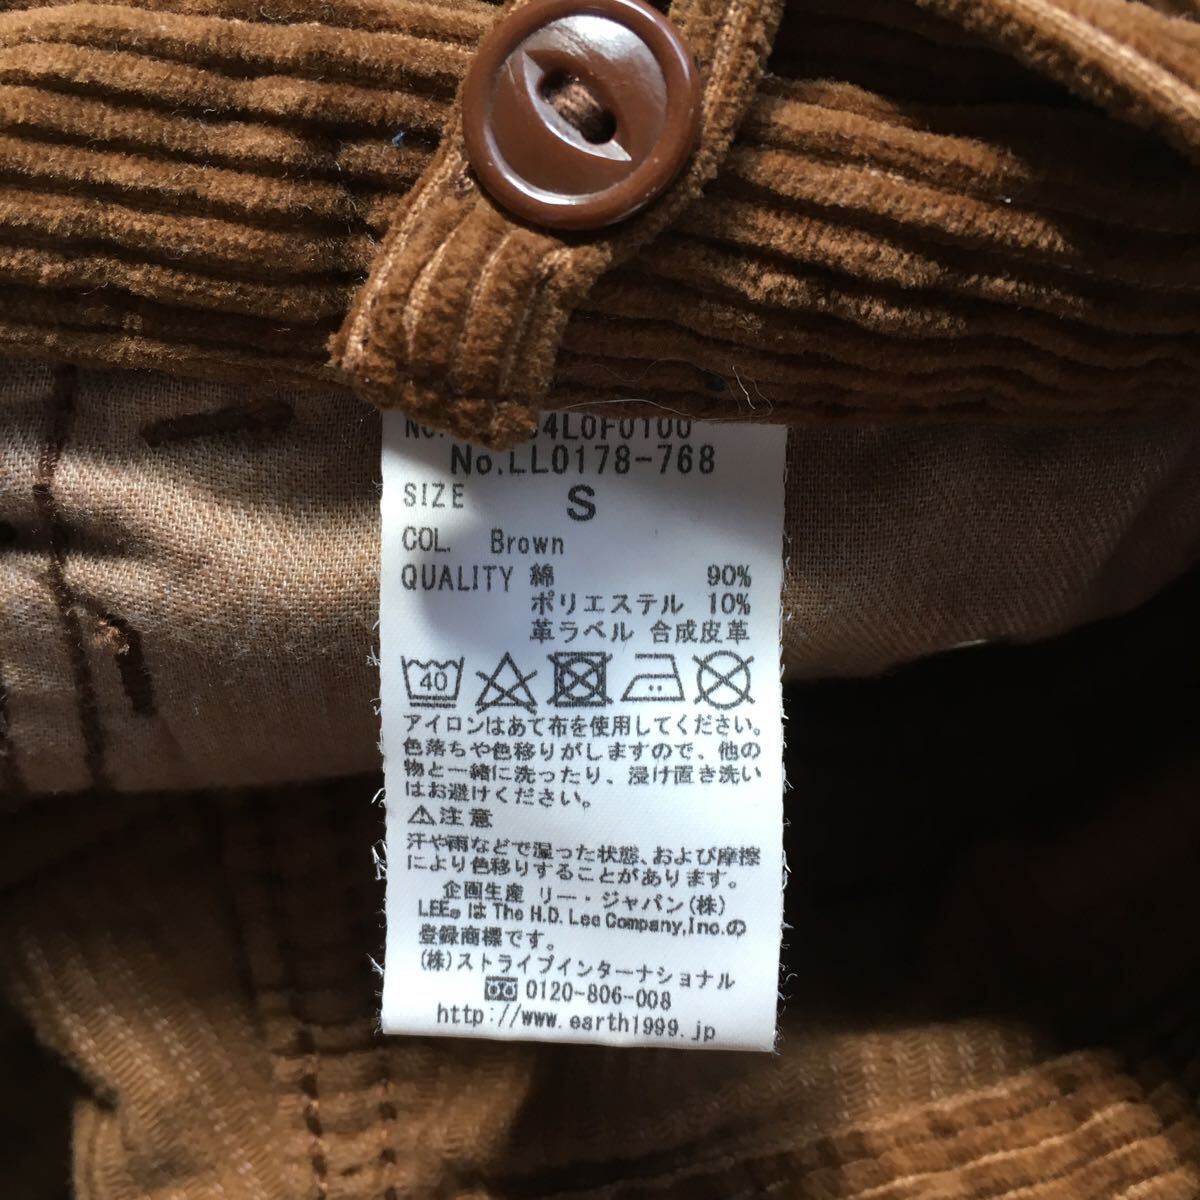 No. 4L0F0100
No.LL0178-768
SIZE S
COL. Brown
QUALITY 綿 90%
ポリエステル 10%
革ラベル 合成皮革
40
アイロンはあて布を使用してください。
色落ちや色移りがしますので、他の
物と一緒に洗ったり、浸け置き洗い
はお避けください。
⚠注意
汗や雨などで湿った状態、および摩擦
により色移りすることがあります。
企画生産 リー・ジャパン(株)
LEE® は The H.D. Lee Company,Inc.の
登録商標です。
(株)ストライプインターナショナル
0120-806-008
http://www.earth1999.jp